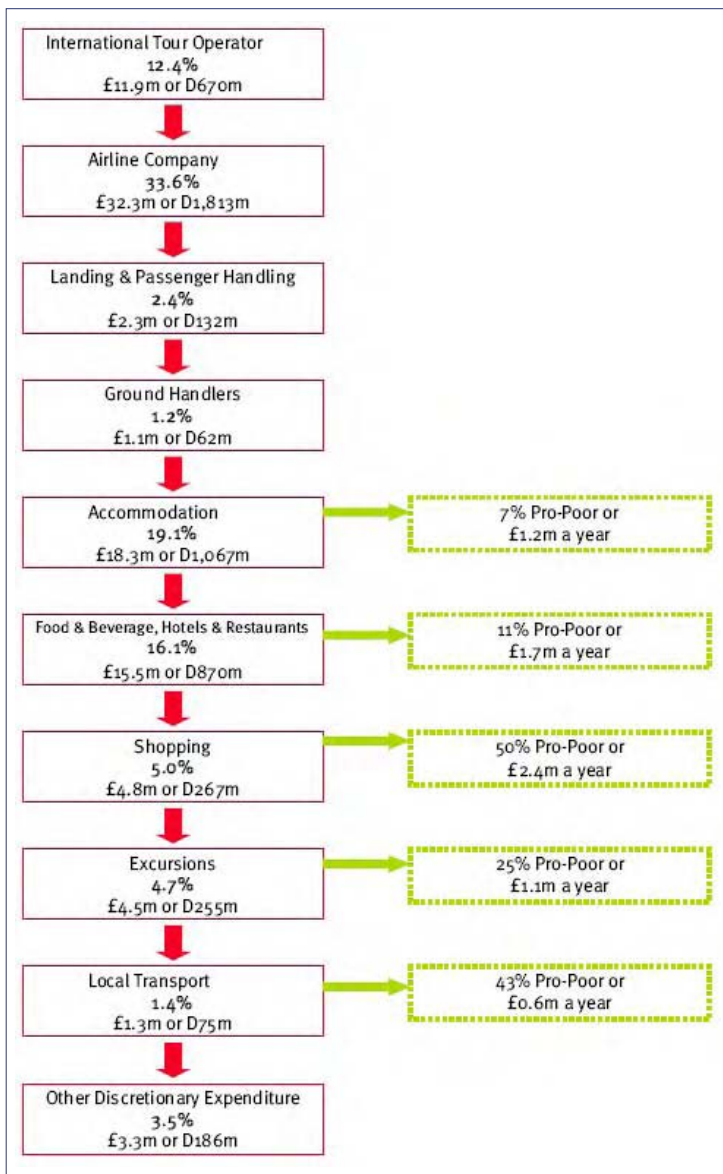 International Tour Operator
12.4%
£11.9m or D670m
Airline Company
33.6%
£32.3m or D1,813m
Landing & Passenger Handling
2.4%
£2.3m or D132m
Ground Handlers
1.2%
£1.1m or D62m
Accommodation
19.1%
£18.3m or D1,067m
7% Pro-Poor or
£1.2m a year
Food & Beverage, Hotels & Restaurants
16.1%
£15.5m or D870m
11% Pro-Poor or
£1.7m a year
Shopping
5.0%
£4.8m or D267m
50% Pro-Poor or
£2.4m a year
Excursions
4.7%
£4.5m or D255m
25% Pro-Poor or
£1.1m a year
Local Transport
1.4%
£1.3m or D75m
43% Pro-Poor or
£0.6m a year
Other Discretionary Expenditure
3.5%
£3.3m or D186m